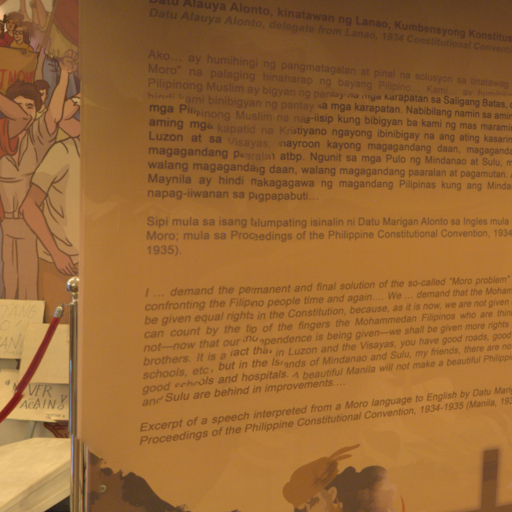 Datu Alauya Alonto, kinatawan ng Lanao, Kumbensyong
Datu Alauya Alonto, delegate from Lanao, 1934 Constitutional
Ako… ay humihingi ng pangmatagalan at pinal na solusyon sa
Moro” na palaging hinaharap ng bayang Pilipino. Kami
Pilipinong Muslim ay bigyan ng pantay na mga karapatan sa Saligang Batas,
hindi kami binibigyan ng pantay na mga karapatan. Nabibilang namin sa
mga Pilipinong Muslim na nag-iisip kung bibigyan ba kami ng mas
aming mga kapatid na Kristiyano ngayong ibinibigay na ang ating
Luzon at sa Visayas, mayroon kayong magagandang daan,
magagandang paaralan atbp. Ngunit sa mga Pulo ng Mindanao at Sulu,
walang magagandang daan, walang magagandang paaralan at pagamutan.
Maynila ay hindi makagagawa ng magandang Pilipinas kung ang
napag-iiwanan sa pagpapabuti…
Sipi mula sa isang talumpating isinalin ni Datu Marigan Alonto sa Ingles mula
Moro; mula sa Proceedings of the Philippine Constitutional Convention,
1935).
I … demand the permanent and final solution of the so-called “Moro problem”
confronting the Filipino people time and again…. We … demand that the
be given equal rights in the Constitution, because, as it is now, we are not given
can count by the tip of the fingers the Mohammedan Filipinos who are
not—now that our independence is being given—we shall be given more rights
brothers. It is a fact that in Luzon and the Visayas, you have good roads, good
schools, etc, but in the Islands of Mindanao and Sulu, my friends, there are
good schools and hospitals. A beautiful Manila will not make a beautiful
and Sulu are behind in improvements….
Excerpt of a speech interpreted from a Moro language to English by Datu
Proceedings of the Philippine Constitutional Convention, 1934-1935 (Manila,